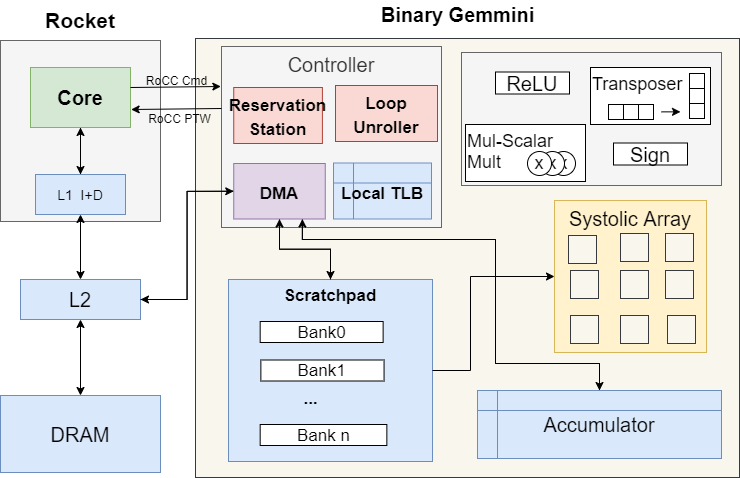 Rocket
Binary Gemmini
Core
RoCC Cmd
RoCC PTW
L1 I+D
L2
DRAM
Controller
Reservation
Station
Loop
Unroller
DMA
Local TLB
ReLU
Transposer
Mul-Scalar
Mult
x x x
Sign
Systolic Array
Scratchpad
Bank0
Bank1
...
Bank n
Accumulator